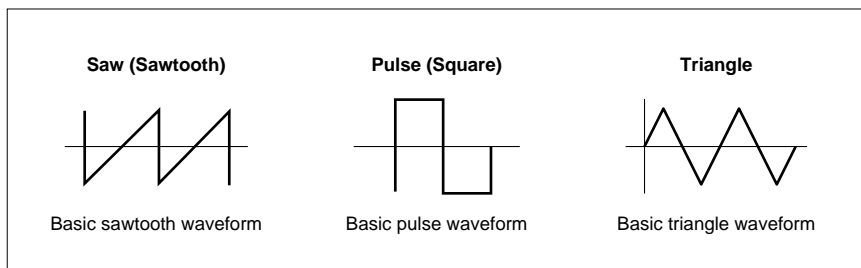 Saw (Sawtooth)
Pulse (Square)
Triangle
Basic sawtooth waveform
Basic pulse waveform
Basic triangle waveform